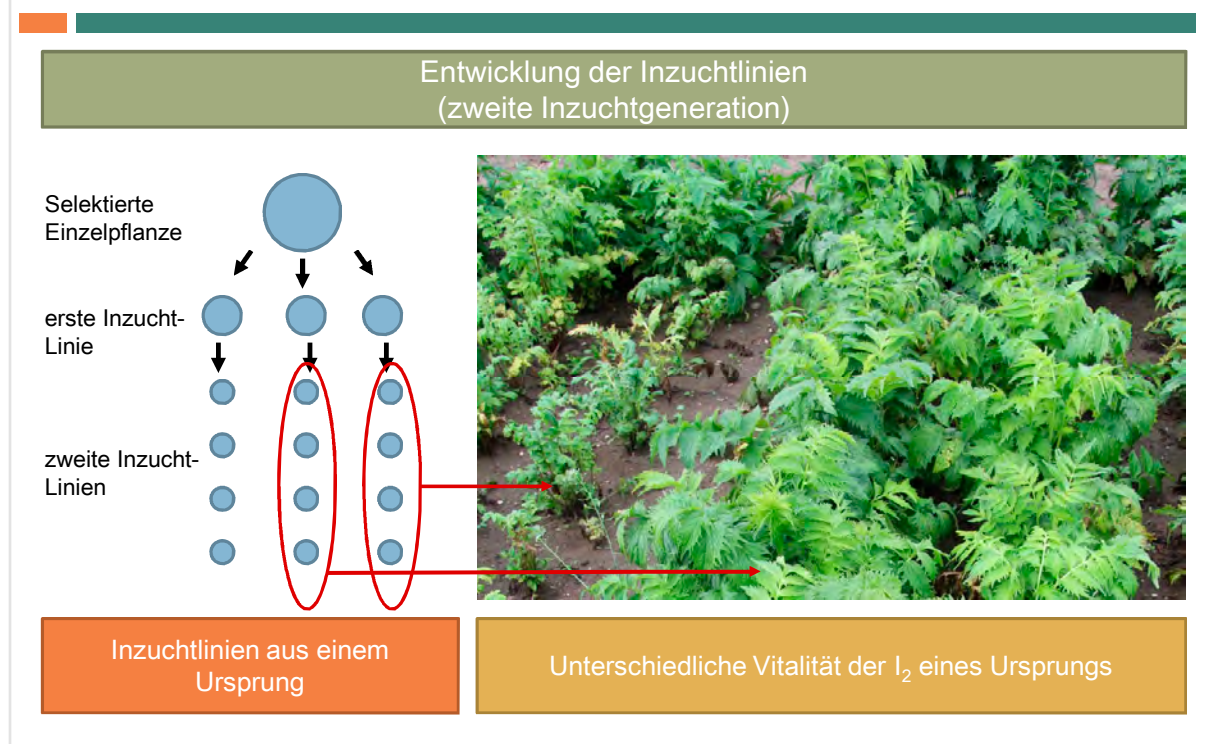 Entwicklung der Inzuchtlinien
(zweite Inzuchtgeneration)
Selektierte
Einzelpflanze
erste Inzucht-
Linie
zweite Inzucht-
Linien
Inzuchtlinien aus einem
Ursprung
Unterschiedliche Vitalität der I₂ eines Ursprungs